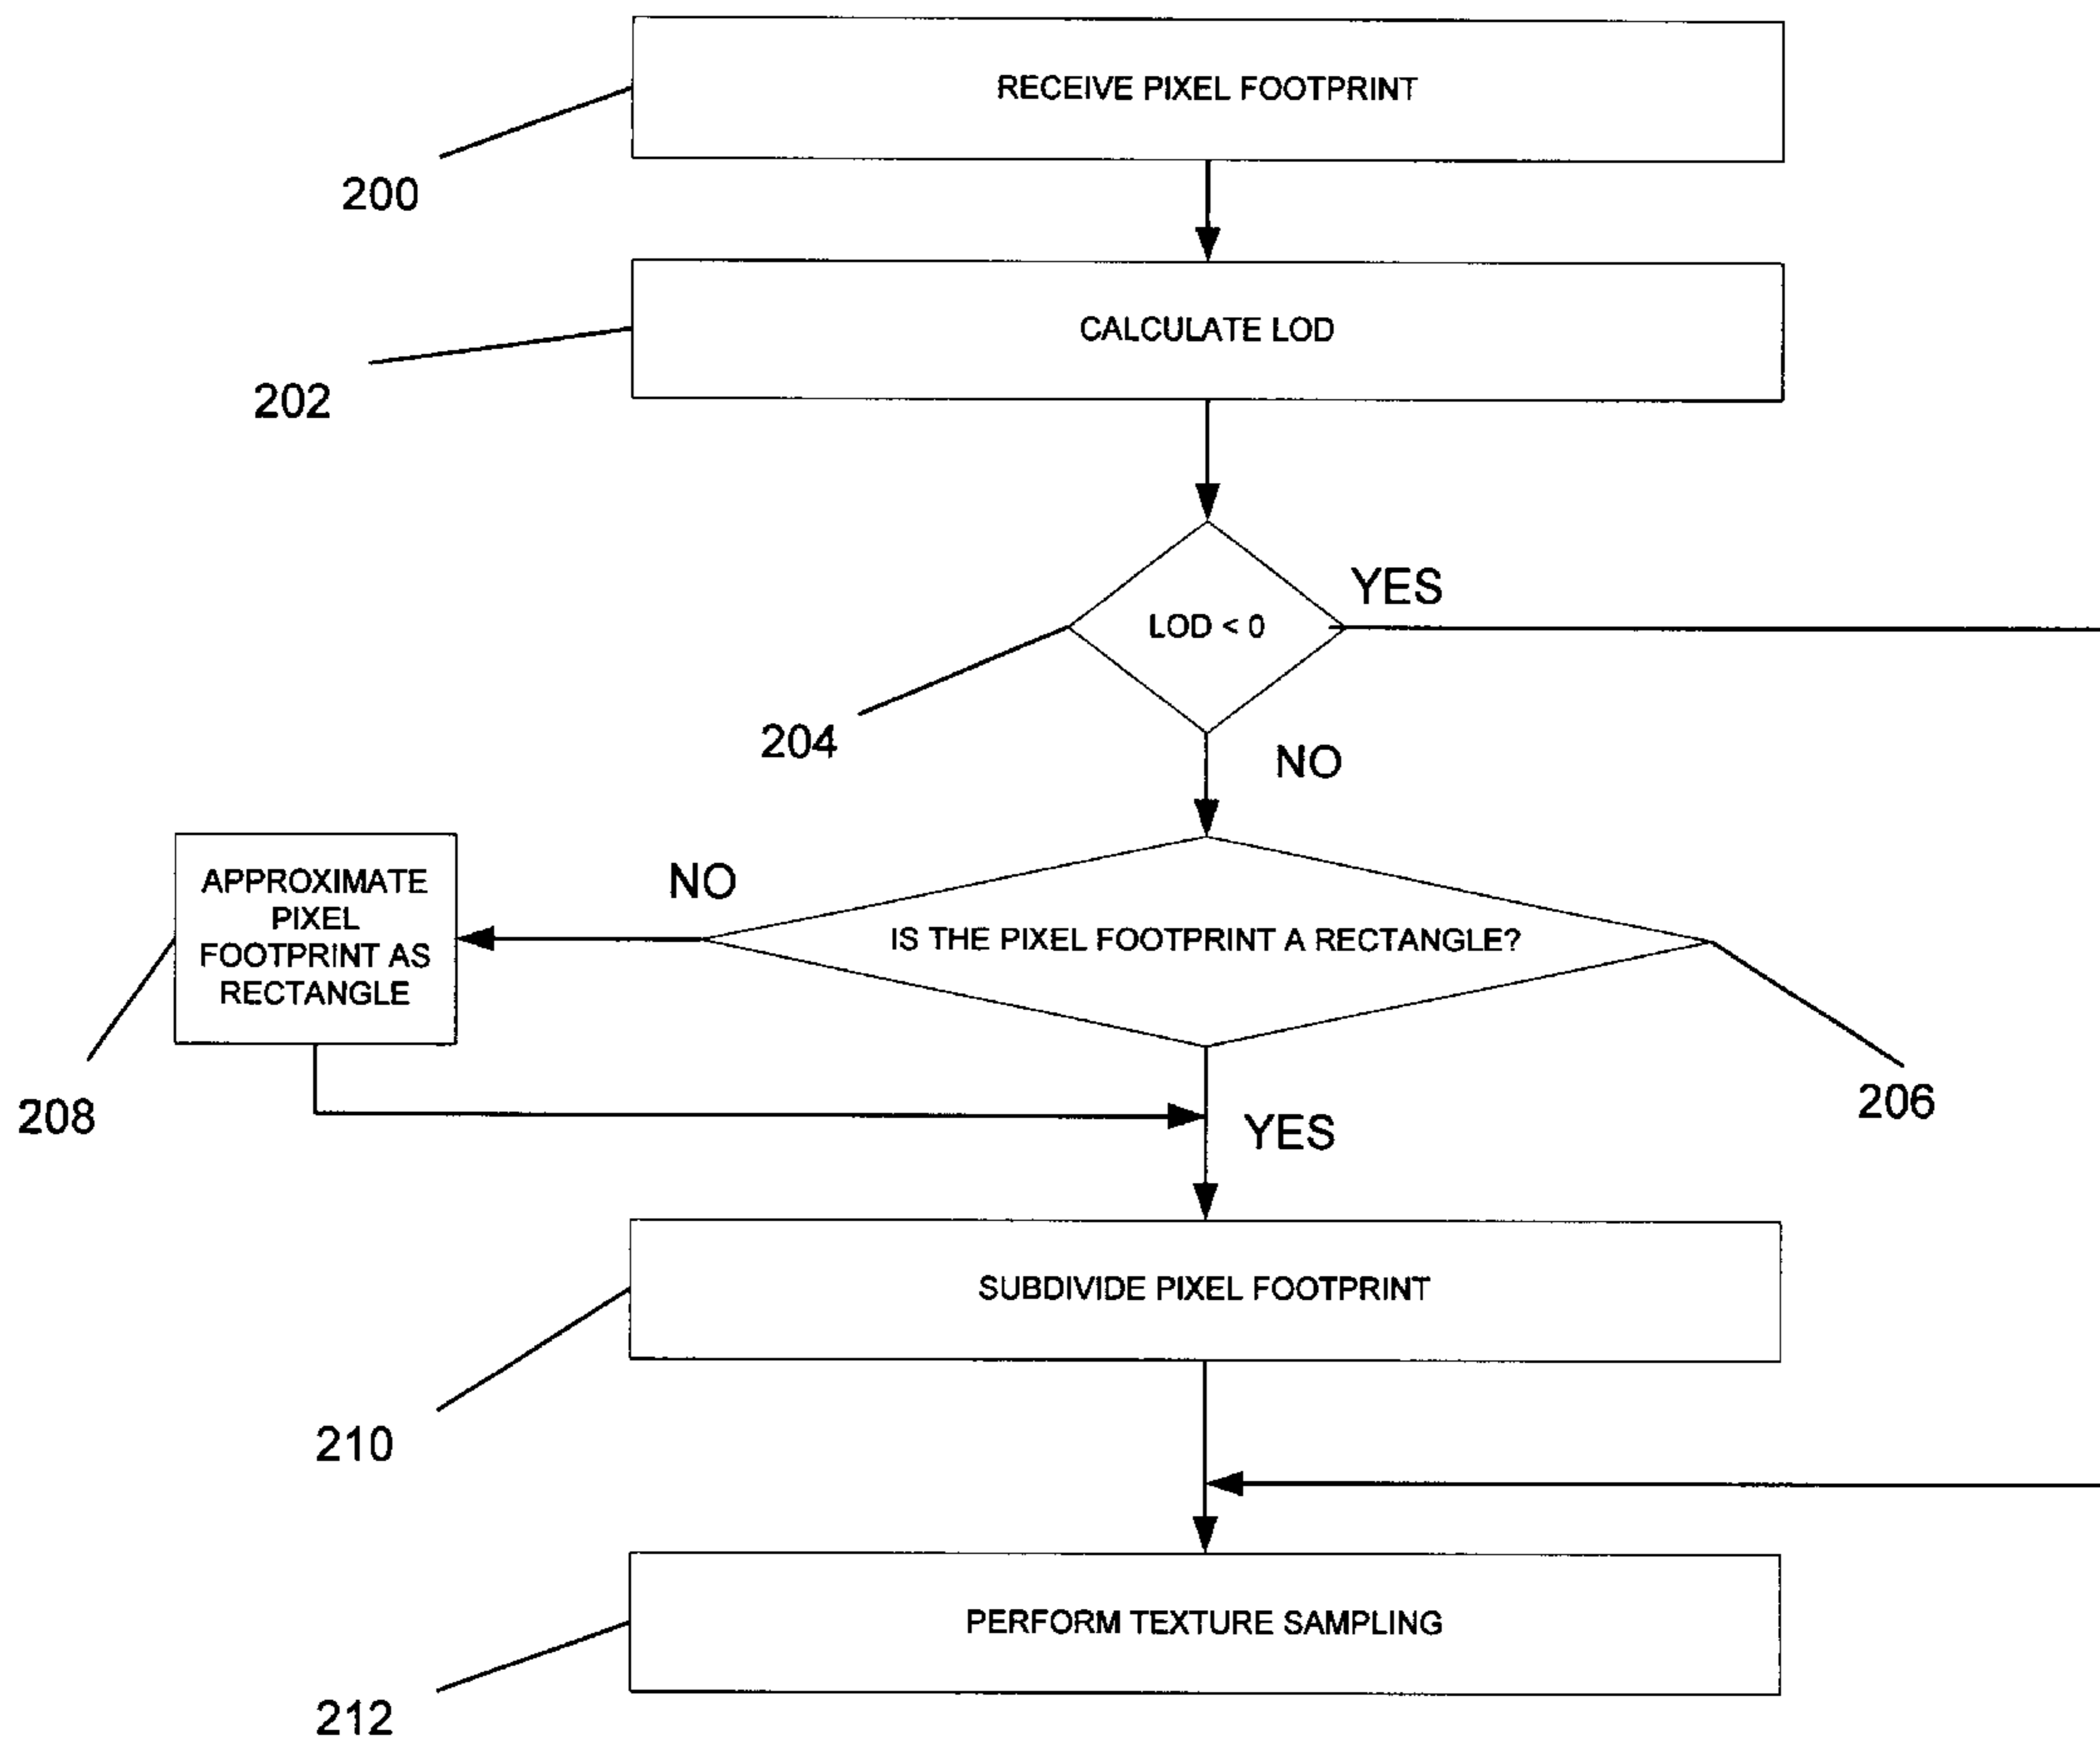 RECEIVE PIXEL FOOTPRINT
200
CALCULATE LOD
202
YES
LOD < 0
204
NO
APPROXIMATE
PIXEL
FOOTPRINT AS
RECTANGLE
NO
IS THE PIXEL FOOTPRINT A RECTANGLE?
208
206
YES
SUBDIVIDE PIXEL FOOTPRINT
210
PERFORM TEXTURE SAMPLING
212